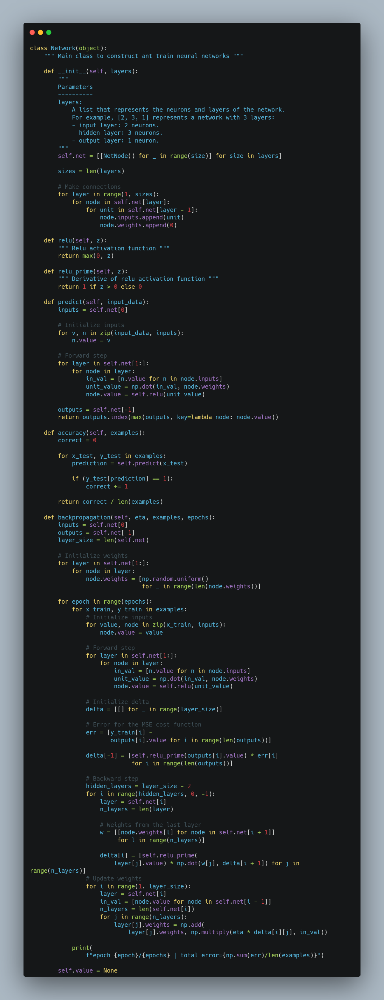 class Network(object):
    """ Main class to construct ant train neural networks """

    def __init__(self, layers):
        """
        Parameters
        ----------
        layers:
            A list that represents the neurons and layers of the network.
            For example, [2, 3, 1] represents a network with 3 layers:
            - input layer: 2 neurons.
            - hidden layer: 3 neurons.
            - output layer: 1 neuron.
        """
        self.net = [[NetNode() for _ in range(size)] for size in layers]

        sizes = len(layers)

        # Make connections
        for layer in range(1, sizes):
            for node in self.net[layer]:
                for unit in self.net[layer - 1]:
                    node.inputs.append(unit)
                    node.weights.append(0)

    def relu(self, z):
        """ Relu activation function """
        return max(0, z)

    def relu_prime(self, z):
        """ Derivative of relu activation function """
        return 1 if z > 0 else 0

    def predict(self, input_data):
        inputs = self.net[0]

        # Initialize inputs
        for v, n in zip(input_data, inputs):
            n.value = v

        # Forward step
        for layer in self.net[1:]:
            for node in layer:
                in_val = [n.value for n in node.inputs]
                unit_value = np.dot(in_val, node.weights)
                node.value = self.relu(unit_value)

        outputs = self.net[-1]
        return outputs.index(max(outputs, key=lambda node: node.value))

    def accuracy(self, examples):
        correct = 0

        for x_test, y_test in examples:
            prediction = self.predict(x_test)

            if (y_test[prediction] == 1):
                correct += 1

        return correct / len(examples)

    def backpropagation(self, eta, examples, epochs):
        inputs = self.net[0]
        outputs = self.net[-1]
        layer_size = len(self.net)

        # Initialize weights
        for layer in self.net[1:]:
            for node in layer:
                node.weights = [np.random.uniform()
                                for _ in range(len(node.weights))]

        for epoch in range(epochs):
            for x_train, y_train in examples:
                # Initialize inputs
                for value, node in zip(x_train, inputs):
                    node.value = value

                # Forward step
                for layer in self.net[1:]:
                    for node in layer:
                        in_val = [n.value for n in node.inputs]
                        unit_value = np.dot(in_val, node.weights)
                        node.value = self.relu(unit_value)

                # Initialize delta
                delta = [[] for _ in range(layer_size)]

                # Error for the MSE cost function
                err = [y_train[i] -
                       outputs[i].value for i in range(len(outputs))]

                delta[-1] = [self.relu_prime(outputs[i].value) * err[i]
                             for i in range(len(outputs))]

                # Backward step
                hidden_layers = layer_size - 2
                for i in range(hidden_layers, 0, -1):
                    layer = self.net[i]
                    n_layers = len(layer)

                    # Weights from the last layer
                    w = [[node.weights[l] for node in self.net[i + 1]]
                         for l in range(n_layers)]

                    delta[i] = [self.relu_prime(
                        layer[j].value) * np.dot(w[j], delta[i + 1]) for j in
range(n_layers)]
                # Update weights
                for i in range(1, layer_size):
                    layer = self.net[i]
                    in_val = [node.value for node in self.net[i - 1]]
                    n_layers = len(self.net[i])
                    for j in range(n_layers):
                        layer[j].weights = np.add(
                            layer[j].weights, np.multiply(eta * delta[i][j], in_val))

            print(
                f"epoch {epoch}/{epochs} | total error={np.sum(err)/len(examples)}")

        self.value = None